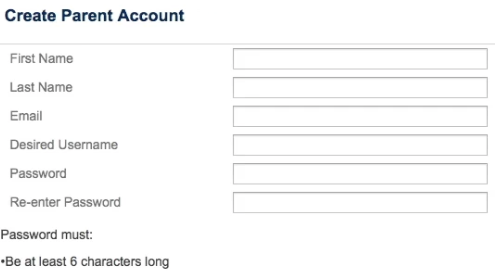 Create Parent Account
First Name
Last Name
Email
Desired Username
Password
Re-enter Password
Password must:
•Be at least 6 characters long